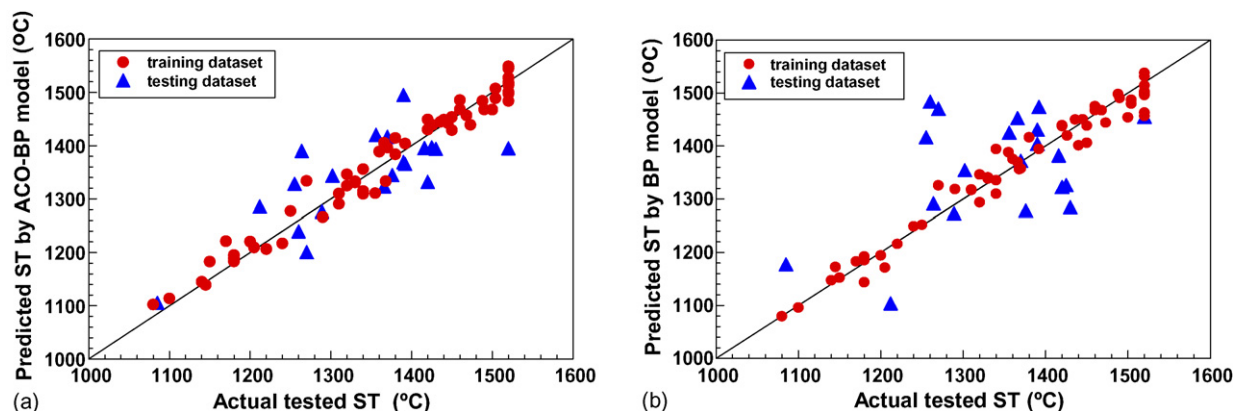 (a)
Predicted ST by ACO-BP model (ºC)
1600
1500
1400
1300
1200
1100
1000
training dataset
testing dataset
1000 1100 1200 1300 1400 1500 1600
Actual tested ST (ºC)
(b)
Predicted ST by BP model (ºC)
1600
1500
1400
1300
1200
1100
1000
training dataset
testing dataset
1000 1100 1200 1300 1400 1500 1600
Actual tested ST (ºC)